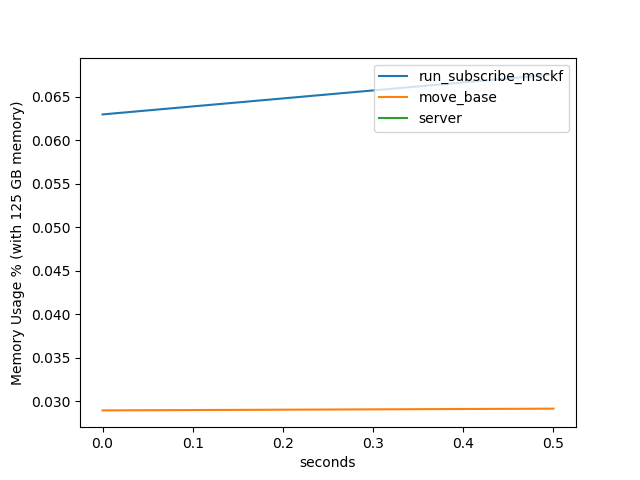 run_subscribe_msckf
move_base
server
0.065
0.060
0.055
0.050
0.045
0.040
0.035
0.030
Memory Usage % (with 125 GB memory)
0.0 0.1 0.2 0.3 0.4 0.5
seconds